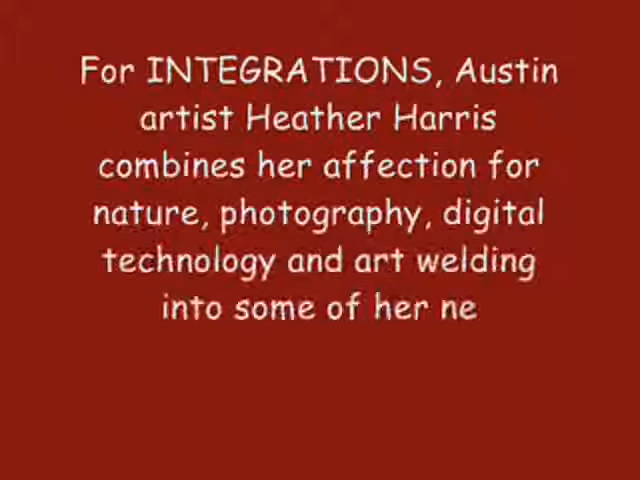 For INTEGRATIONS, Austin
artist Heather Harris
combines her affection for
nature, photography, digital
technology and art welding
into some of her ne